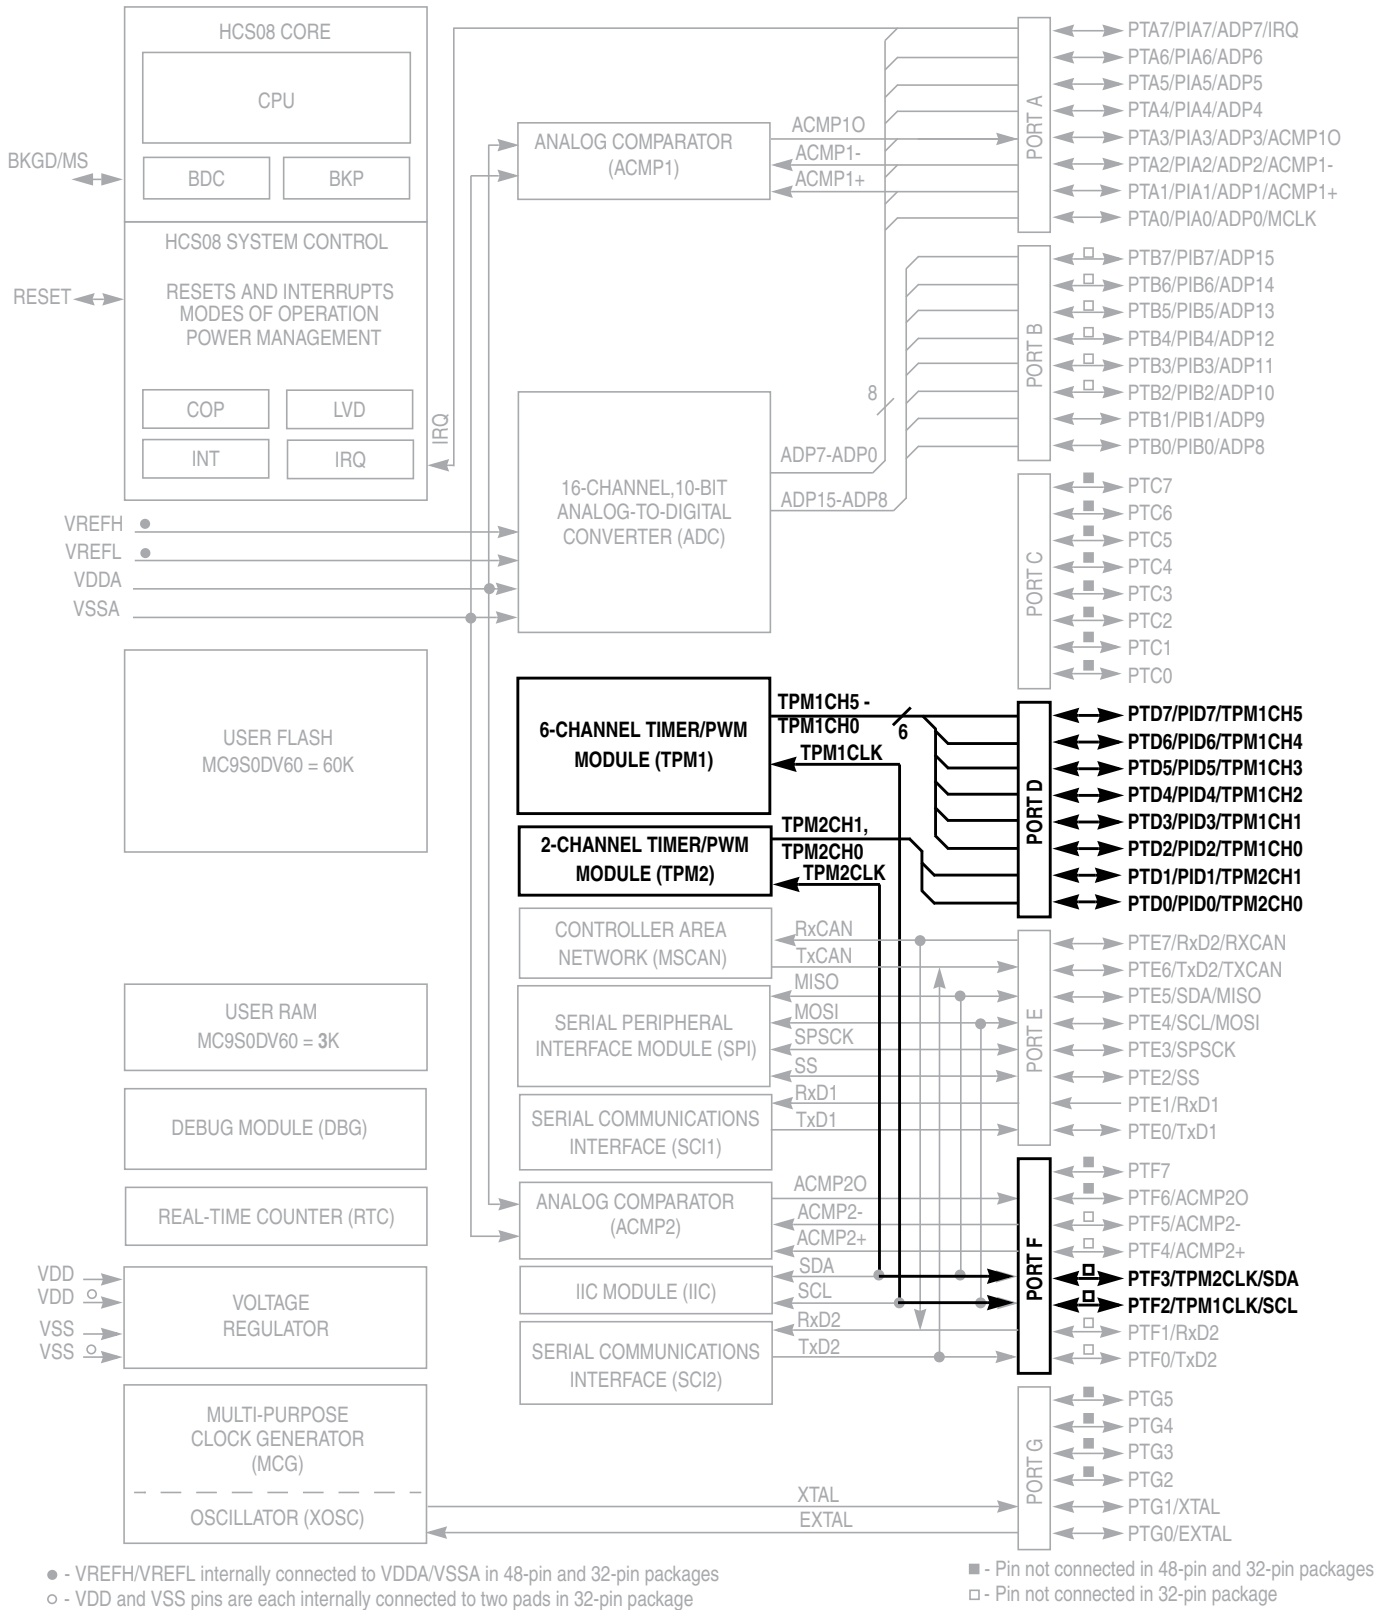 HCS08 CORE
CPU
BDC
BKP
BKGD/MS
HCS08 SYSTEM CONTROL
RESETS AND INTERRUPTS
MODES OF OPERATION
POWER MANAGEMENT
RESET
COP
LVD
INT
IRQ
IRQ
VREFH
VREFL
VDDA
VSSA
USER FLASH
MC9S0DV60 = 60K
USER RAM
MC9S0DV60 = 3K
DEBUG MODULE (DBG)
REAL-TIME COUNTER (RTC)
VDD
VDD
VSS
VSS
VOLTAGE
REGULATOR
MULTI-PURPOSE
CLOCK GENERATOR
(MCG)
OSCILLATOR (XOSC)
ANALOG COMPARATOR
(ACMP1)
ACMP1O
ACMP1-
ACMP1+
16-CHANNEL,10-BIT
ANALOG-TO-DIGITAL
CONVERTER (ADC)
8
ADP7-ADP0
ADP15-ADP8
6-CHANNEL TIMER/PWM
MODULE (TPM1)
TPM1CH5 -
TPM1CH0
6
TPM1CLK
2-CHANNEL TIMER/PWM
MODULE (TPM2)
TPM2CH1,
TPM2CH0
TPM2CLK
CONTROLLER AREA
NETWORK (MSCAN)
RxCAN
TxCAN
SERIAL PERIPHERAL
INTERFACE MODULE (SPI)
MISO
MOSI
SPSCK
SS
SERIAL COMMUNICATIONS
INTERFACE (SCI1)
RxD1
TxD1
ANALOG COMPARATOR
(ACMP2)
ACMP2O
ACMP2-
ACMP2+
IIC MODULE (IIC)
SDA
SCL
SERIAL COMMUNICATIONS
INTERFACE (SCI2)
RxD2
TxD2
XTAL
EXTAL
PORT A
PTA7/PIA7/ADP7/IRQ
PTA6/PIA6/ADP6
PTA5/PIA5/ADP5
PTA4/PIA4/ADP4
PTA3/PIA3/ADP3/ACMP1O
PTA2/PIA2/ADP2/ACMP1-
PTA1/PIA1/ADP1/ACMP1+
PTA0/PIA0/ADP0/MCLK
PORT B
PTB7/PIB7/ADP15
PTB6/PIB6/ADP14
PTB5/PIB5/ADP13
PTB4/PIB4/ADP12
PTB3/PIB3/ADP11
PTB2/PIB2/ADP10
PTB1/PIB1/ADP9
PTB0/PIB0/ADP8
PORT C
PTC7
PTC6
PTC5
PTC4
PTC3
PTC2
PTC1
PTC0
PORT D
PTD7/PID7/TPM1CH5
PTD6/PID6/TPM1CH4
PTD5/PID5/TPM1CH3
PTD4/PID4/TPM1CH2
PTD3/PID3/TPM1CH1
PTD2/PID2/TPM1CH0
PTD1/PID1/TPM2CH1
PTD0/PID0/TPM2CH0
PORT E
PTE7/RxD2/RXCAN
PTE6/TxD2/TXCAN
PTE5/SDA/MISO
PTE4/SCL/MOSI
PTE3/SPSCK
PTE2/SS
PTE1/RxD1
PTE0/TxD1
PORT F
PTF7
PTF6/ACMP2O
PTF5/ACMP2-
PTF4/ACMP2+
PTF3/TPM2CLK/SDA
PTF2/TPM1CLK/SCL
PTF1/RxD2
PTF0/TxD2
PORT G
PTG5
PTG4
PTG3
PTG2
PTG1/XTAL
PTG0/EXTAL
● - VREFH/VREFL internally connected to VDDA/VSSA in 48-pin and 32-pin packages
○ - VDD and VSS pins are each internally connected to two pads in 32-pin package
■ - Pin not connected in 48-pin and 32-pin packages
□ - Pin not connected in 32-pin package